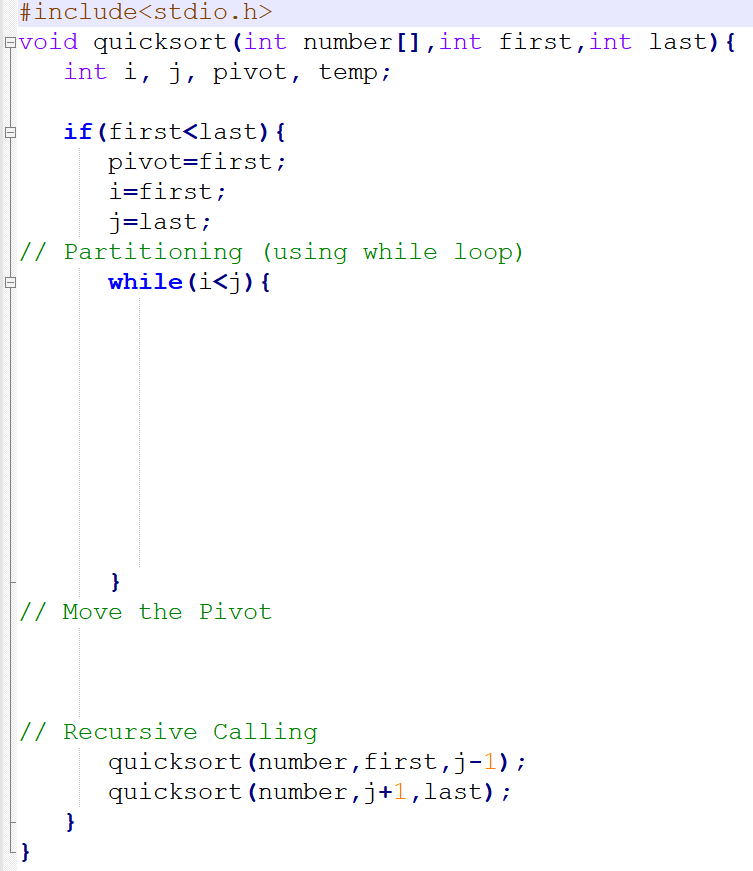 #include<stdio.h>
void quicksort(int number[],int first,int last){
int i, j, pivot, temp;
if(first<last){
pivot=first;
i=first;
j=last;
// Partitioning (using while loop)
while(i<j){
}
// Move the Pivot
// Recursive Calling
quicksort(number,first,j-1);
quicksort(number,j+1,last);
}
}